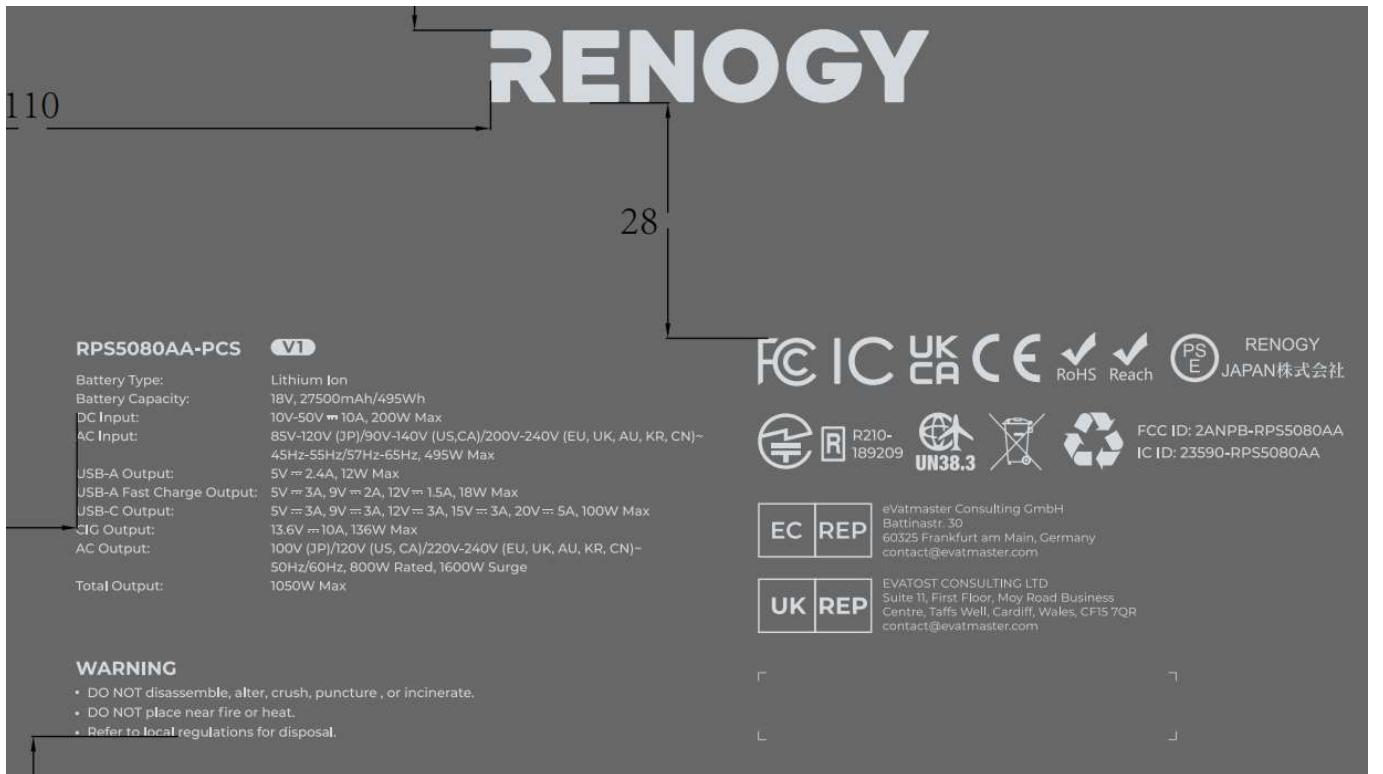 RENOGY
110
28
RPS5080AA-PCS V1
Battery Type: Lithium Ion
Battery Capacity: 18V, 27500mAh/495Wh
DC Input: 10V-50V ⎓ 10A, 200W Max
AC Input: 85V-120V (JP)/90V-140V (US,CA)/200V-240V (EU, UK, AU, KR, CN)~
45Hz-55Hz/57Hz-65Hz, 495W Max
USB-A Output: 5V ⎓ 2.4A, 12W Max
USB-A Fast Charge Output: 5V ⎓ 3A, 9V ⎓ 2A, 12V ⎓ 1.5A, 18W Max
USB-C Output: 5V ⎓ 3A, 9V ⎓ 3A, 12V ⎓ 3A, 15V ⎓ 3A, 20V ⎓ 5A, 100W Max
CIG Output: 13.6V ⎓ 10A, 136W Max
AC Output: 100V (JP)/120V (US, CA)/220V-240V (EU, UK, AU, KR, CN)~
50Hz/60Hz, 800W Rated, 1600W Surge
Total Output: 1050W Max
WARNING
• DO NOT disassemble, alter, crush, puncture , or incinerate.
• DO NOT place near fire or heat.
• Refer to local regulations for disposal.
FC IC UK CA CE RoHS Reach PS E RENOGY
JAPAN株式会社
R R210-
189209
UN38.3
FCC ID: 2ANPB-RPS5080AA
IC ID: 23590-RPS5080AA
EC REP
eVatmaster Consulting GmbH
Battinastr. 30
60325 Frankfurt am Main, Germany
contact@evatmaster.com
UK REP
EVATOST CONSULTING LTD
Suite 11, First Floor, Moy Road Business
Centre, Taffs Well, Cardiff, Wales, CF15 7QR
contact@evatmaster.com